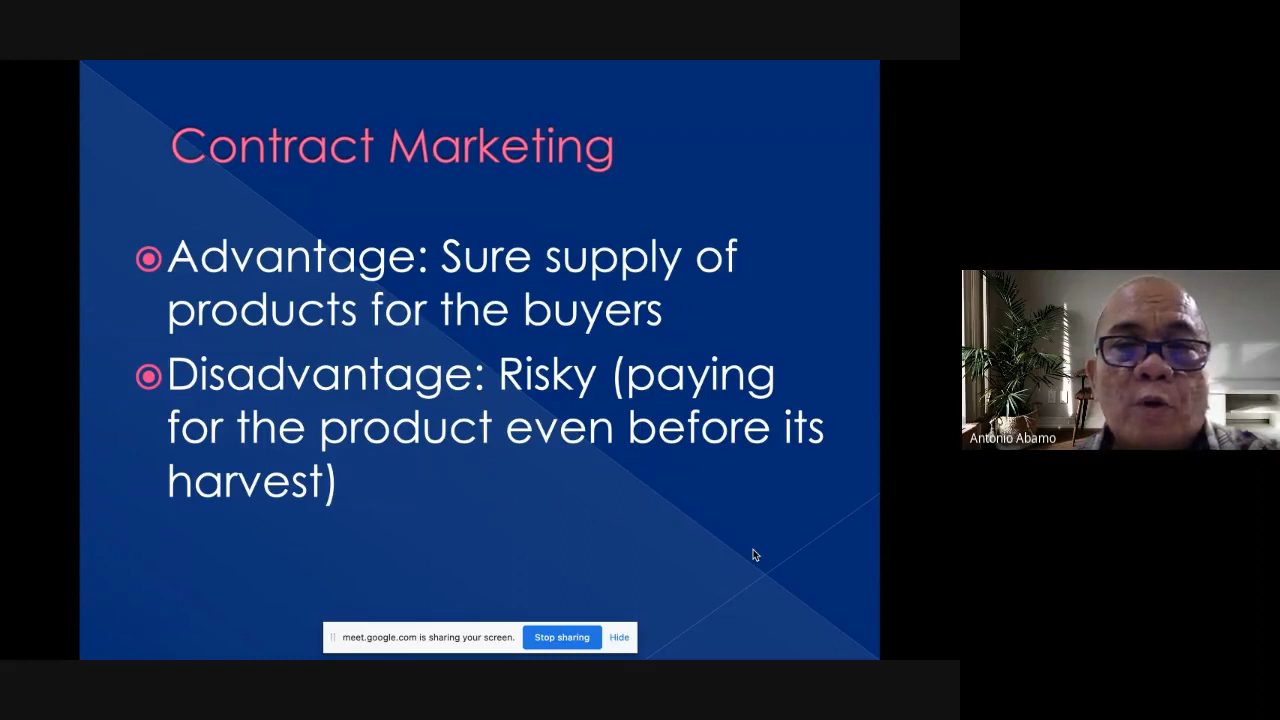 Contract Marketing
Advantage: Sure supply of
products for the buyers
Disadvantage: Risky (paying
for the product even before its
harvest)
meet.google.com is sharing your screen. Stop sharing Hide
Antonio Abamo